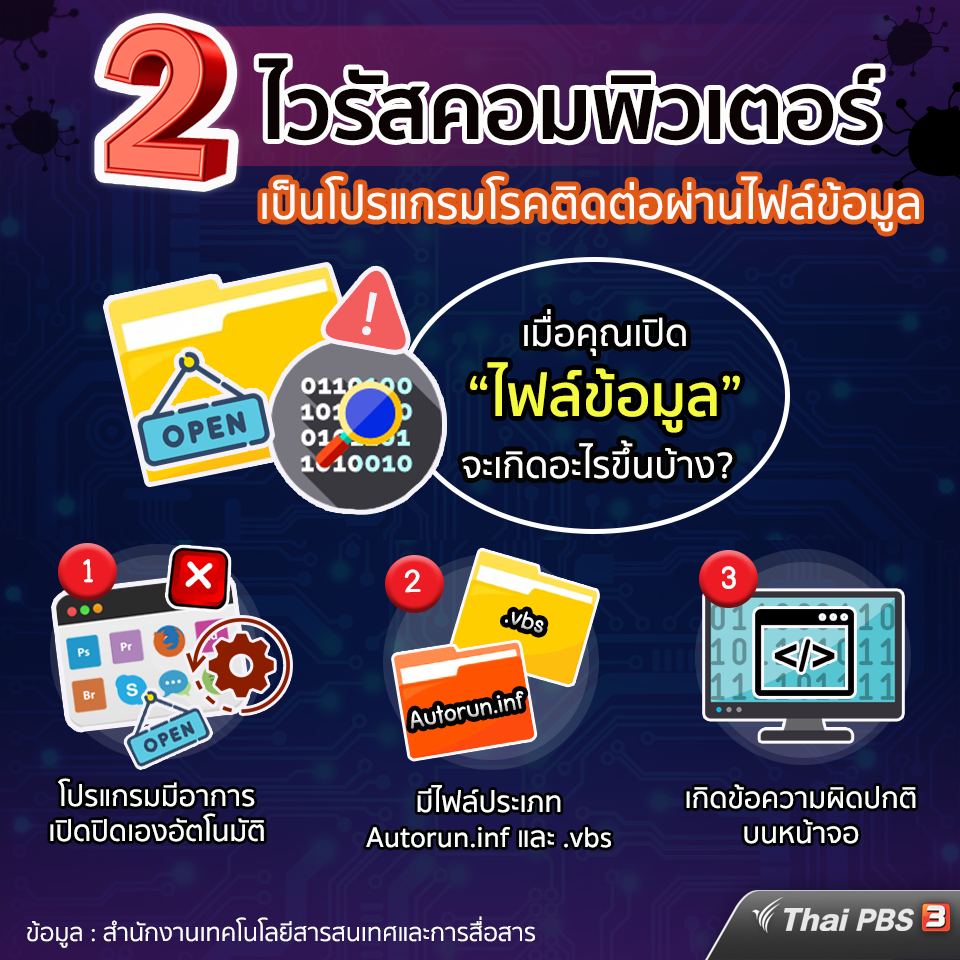 2
ไวรัสคอมพิวเตอร์
เป็นโปรแกรมโรคติดต่อผ่านไฟล์ข้อมูล
!
OPEN
เมื่อคุณเปิด
“ไฟล์ข้อมูล”
จะเกิดอะไรขึ้นบ้าง?
1010010
1
Ps
Pr
Br
S
OPEN
โปรแกรมมีอาการ
เปิดปิดเองอัตโนมัติ
2
.vbs
Autorun.inf
มีไฟล์ประเภท
Autorun.inf และ .vbs
3
</>
เกิดข้อความผิดปกติ
บนหน้าจอ
ข้อมูล : สำนักงานเทคโนโลยีสารสนเทศและการสื่อสาร
Thai PBS 3